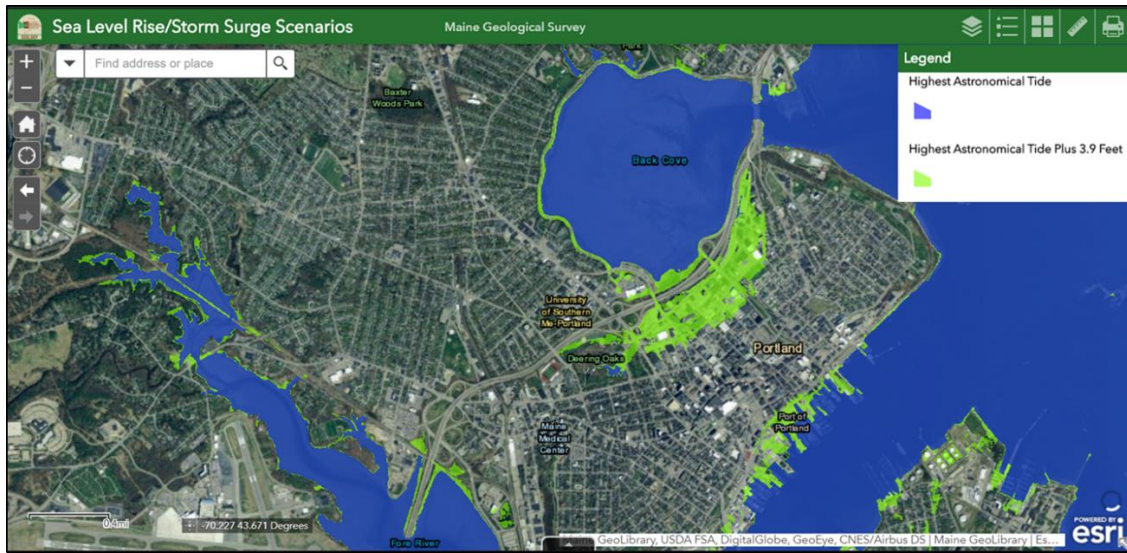 Sea Level Rise/Storm Surge Scenarios
Maine Geological Survey
Find address or place
Legend
Highest Astronomical Tide
Highest Astronomical Tide Plus 3.9 Feet
Park
Baxter
Woods Park
Back Cove
University
of Southern
Me-Portland
Deering Oaks
Portland
Port of
Portland
Maine
Medical
Center
0.4mi
-70.227 43.671 Degrees
Fore River
GeoLibrary, USDA FSA, DigitalGlobe, GeoEye, CNES/Airbus DS | Maine GeoLibrary | Es...
POWERED BY
esri